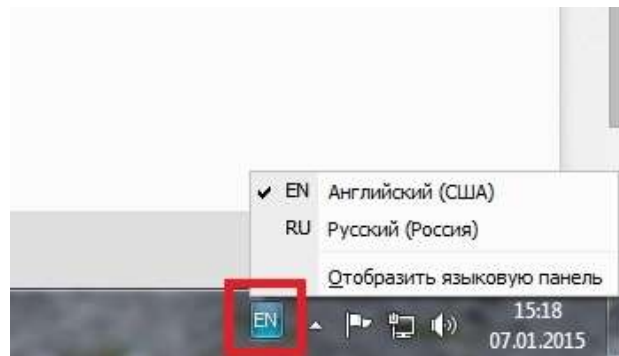 ✔ EN Английский (США)
RU Русский (Россия)
Отобразить языковую панель
EN
15:18
07.01.2015